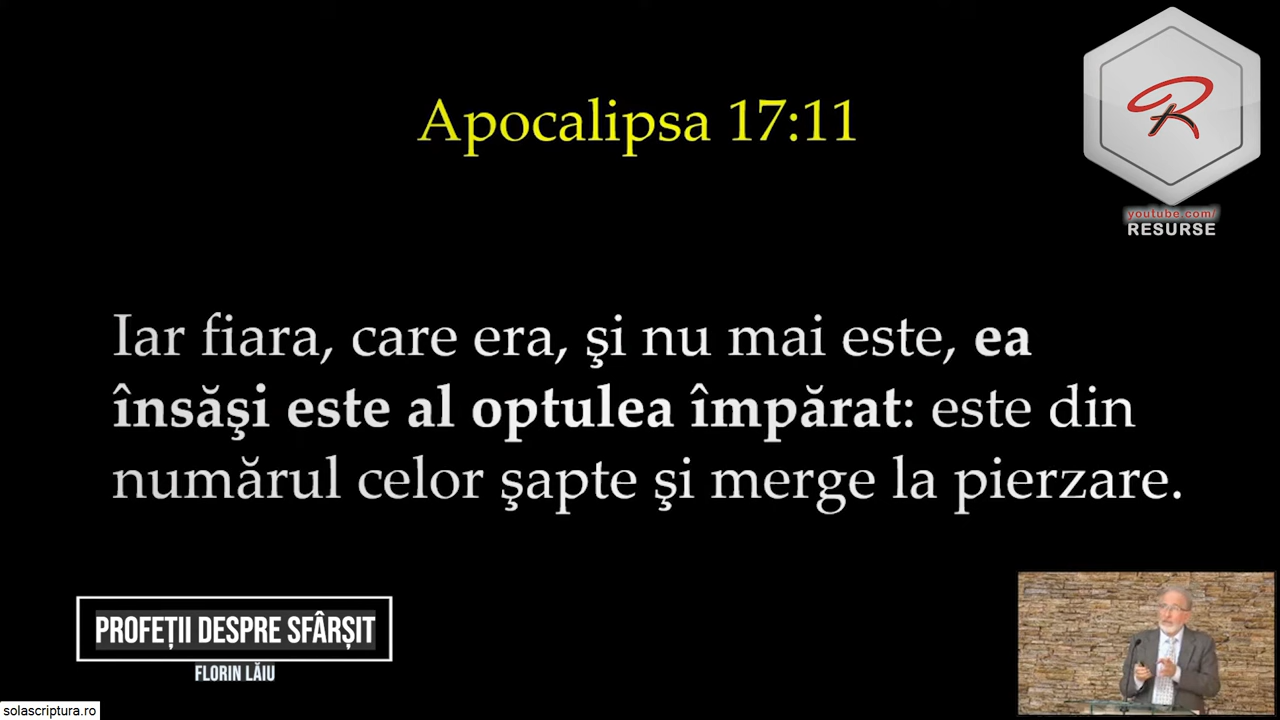 Apocalipsa 17:11
youtube.com/
RESURSE
Iar fiara, care era, şi nu mai este, ea
însăşi este al optulea împărat: este din
numărul celor şapte şi merge la pierzare.
PROFEȚII DESPRE SFÂRȘIT
FLORIN LĂIU
solascriptura.ro